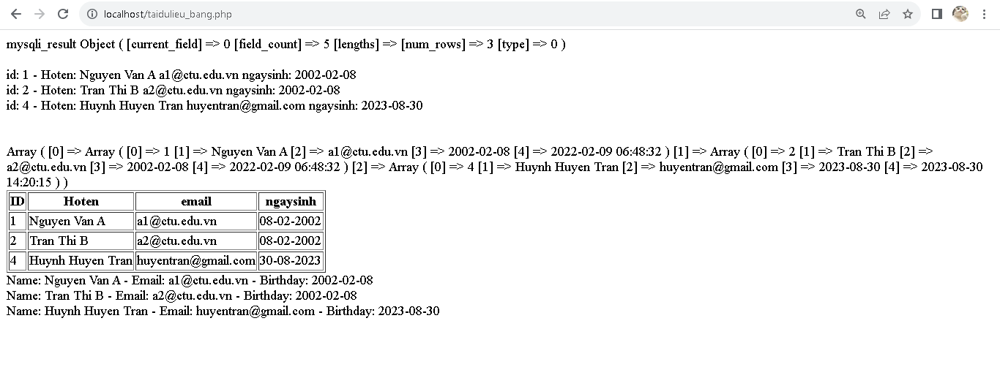 localhost/taidulieu_bang.php
mysqli_result Object ( [current_field] => 0 [field_count] => 5 [lengths] => [num_rows] => 3 [type] => 0 )
id: 1 - Hoten: Nguyen Van A a1@ctu.edu.vn ngaysinh: 2002-02-08
id: 2 - Hoten: Tran Thi B a2@ctu.edu.vn ngaysinh: 2002-02-08
id: 4 - Hoten: Huynh Huyen Tran huyentran@gmail.com ngaysinh: 2023-08-30
Array ( [0] => Array ( [0] => 1 [1] => Nguyen Van A [2] => a1@ctu.edu.vn [3] => 2002-02-08 [4] => 2022-02-09 06:48:32 ) [1] => Array ( [0] => 2 [1] => Tran Thi B [2] =>
a2@ctu.edu.vn [3] => 2002-02-08 [4] => 2022-02-09 06:48:32 ) [2] => Array ( [0] => 4 [1] => Huynh Huyen Tran [2] => huyentran@gmail.com [3] => 2023-08-30 [4] => 2023-08-30
14:20:15 ) )
ID Hoten email ngaysinh
1 Nguyen Van A a1@ctu.edu.vn 08-02-2002
2 Tran Thi B a2@ctu.edu.vn 08-02-2002
4 Huynh Huyen Tran huyentran@gmail.com 30-08-2023
Name: Nguyen Van A - Email: a1@ctu.edu.vn - Birthday: 2002-02-08
Name: Tran Thi B - Email: a2@ctu.edu.vn - Birthday: 2002-02-08
Name: Huynh Huyen Tran - Email: huyentran@gmail.com - Birthday: 2023-08-30